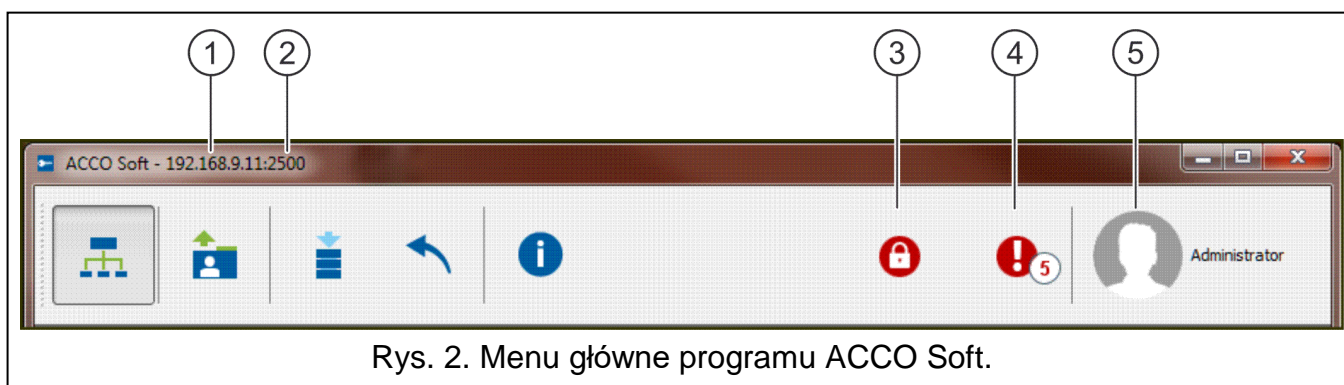 1 2 3 4 5
ACCO Soft - 192.168.9.11:2500
5
Administrator
Rys. 2. Menu główne programu ACCO Soft.